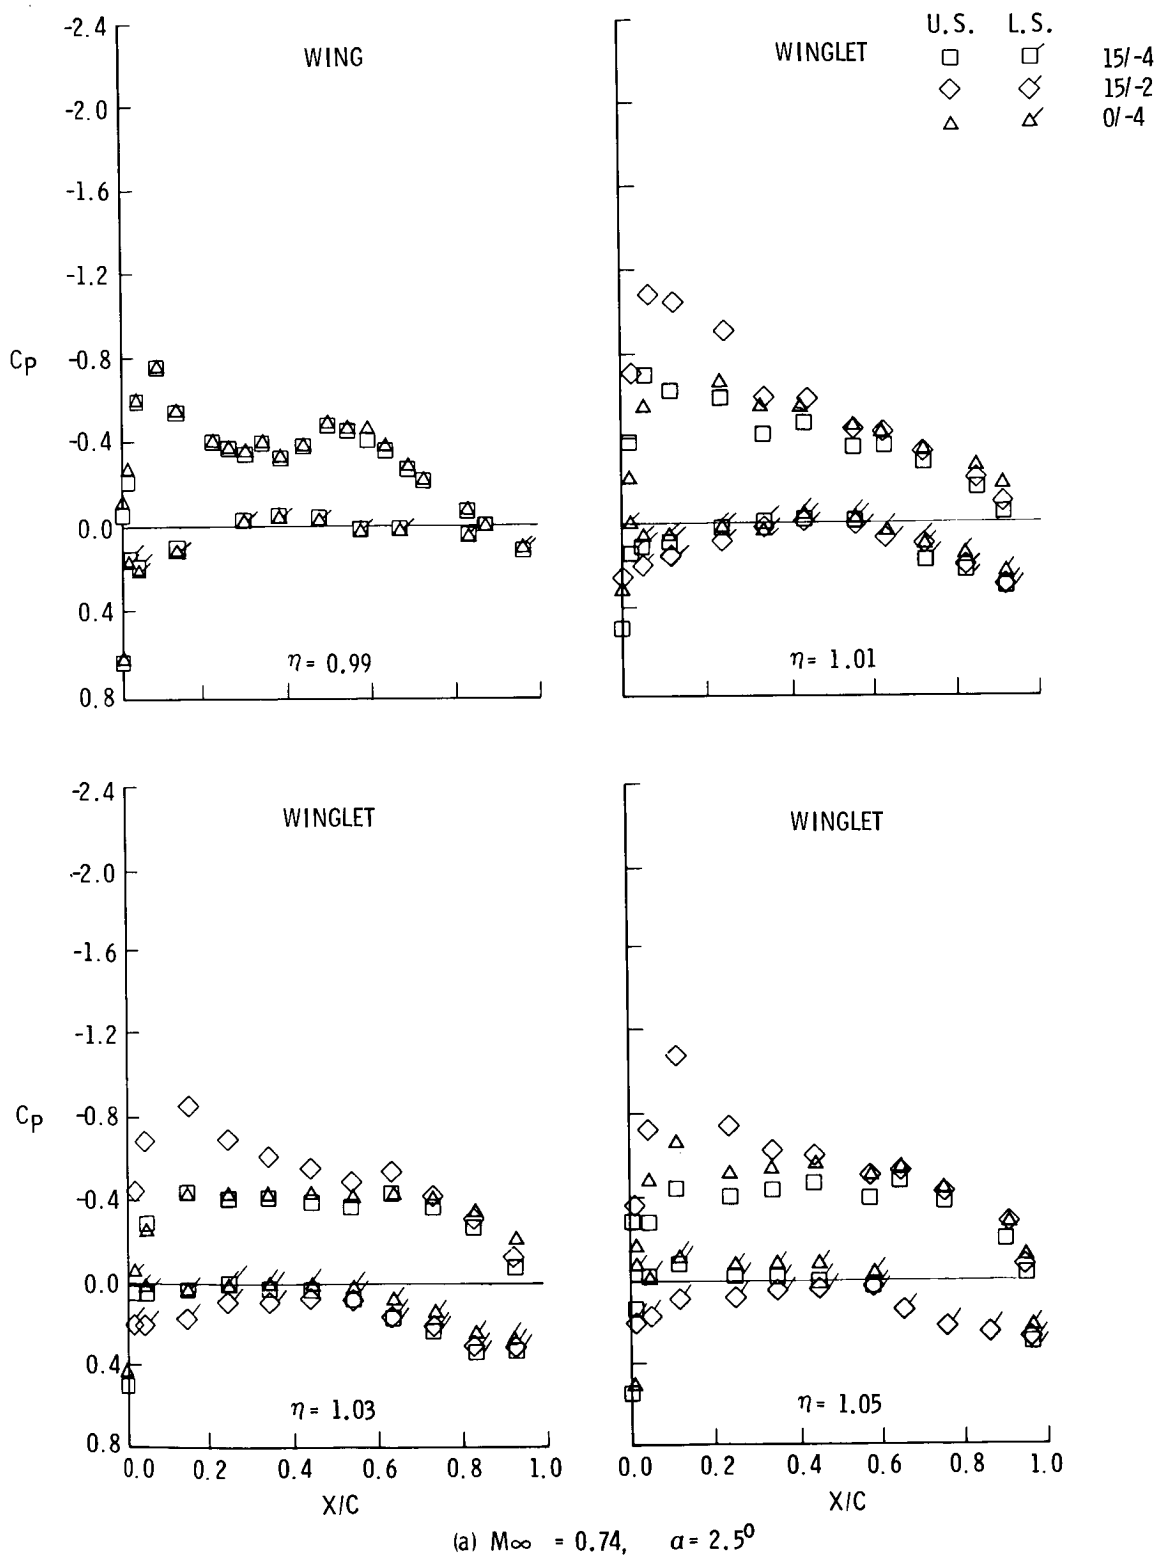 U.S. L.S.
15/-4
15/-2
0/-4
WING
-2.4
-2.0
-1.6
-1.2
-0.8
-0.4
0.0
0.4
0.8
CP
η = 0.99
WINGLET
η = 1.01
WINGLET
-2.4
-2.0
-1.6
-1.2
-0.8
-0.4
0.0
0.4
0.8
CP
η = 1.03
0.0 0.2 0.4 0.6 0.8 1.0
X/C
WINGLET
η = 1.05
0.0 0.2 0.4 0.6 0.8 1.0
X/C
(a) M∞ = 0.74, α = 2.5⁰